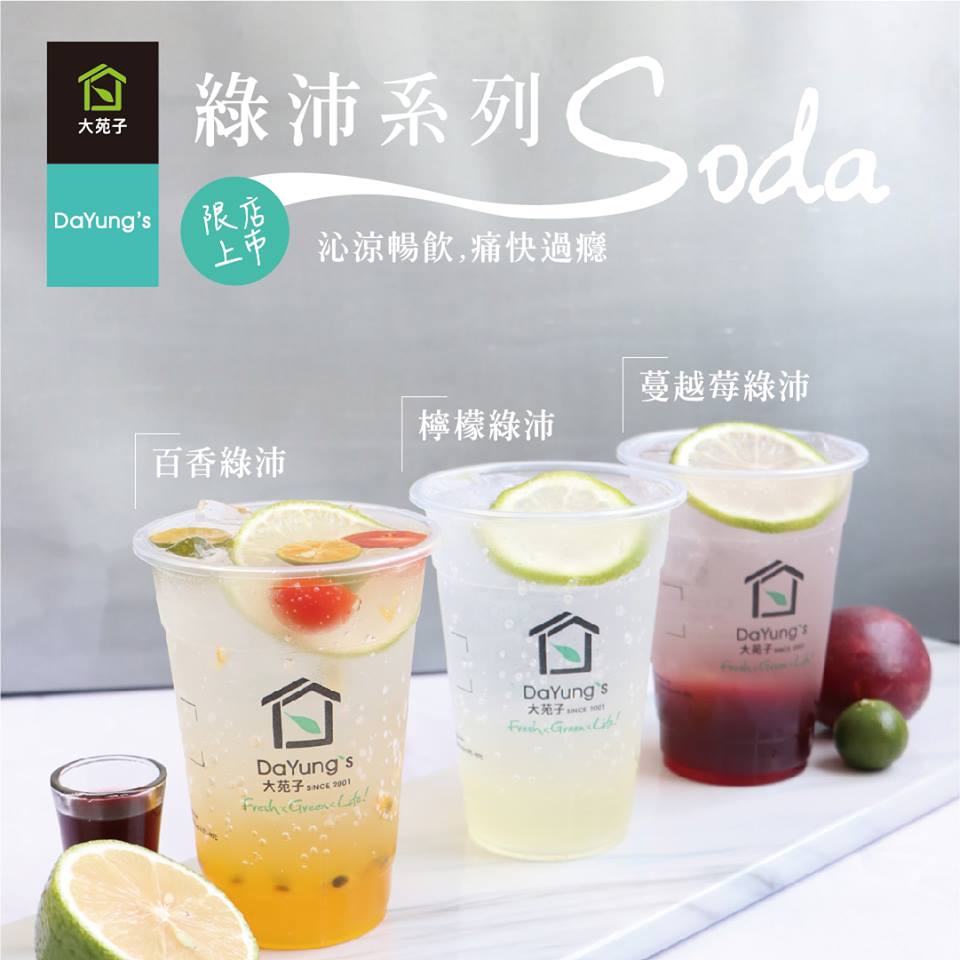 大苑子
DaYung's
綠沛系列
Soda
限店
上市
沁涼暢飲,痛快過癮
百香綠沛
檸檬綠沛
蔓越莓綠沛
DaYung's
大苑子 SINCE 2001
Fresh Green Life!
DaYung's
大苑子 SINCE 2001
Fresh Green Life!
DaYung's
大苑子 SINCE 2001
Fresh Green Life!